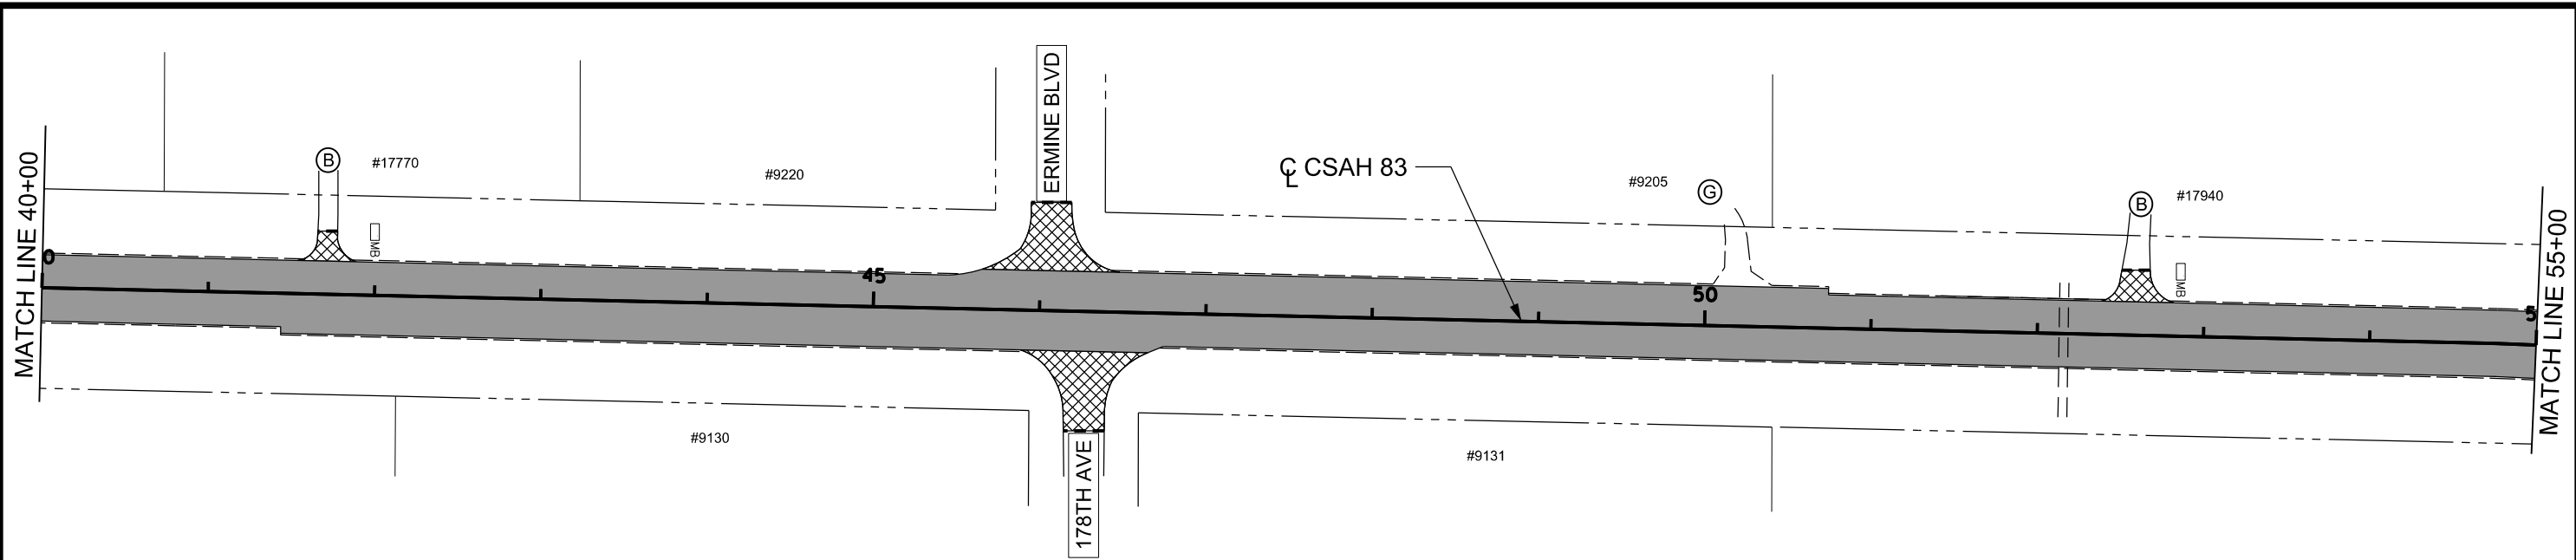 MATCH LINE 40+00
B
#17770
MB
#9220
ERMINE BLVD
CL CSAH 83
#9205
G
B
#17940
MB
MATCH LINE 55+00
0
45
50
5
#9130
178TH AVE
#9131